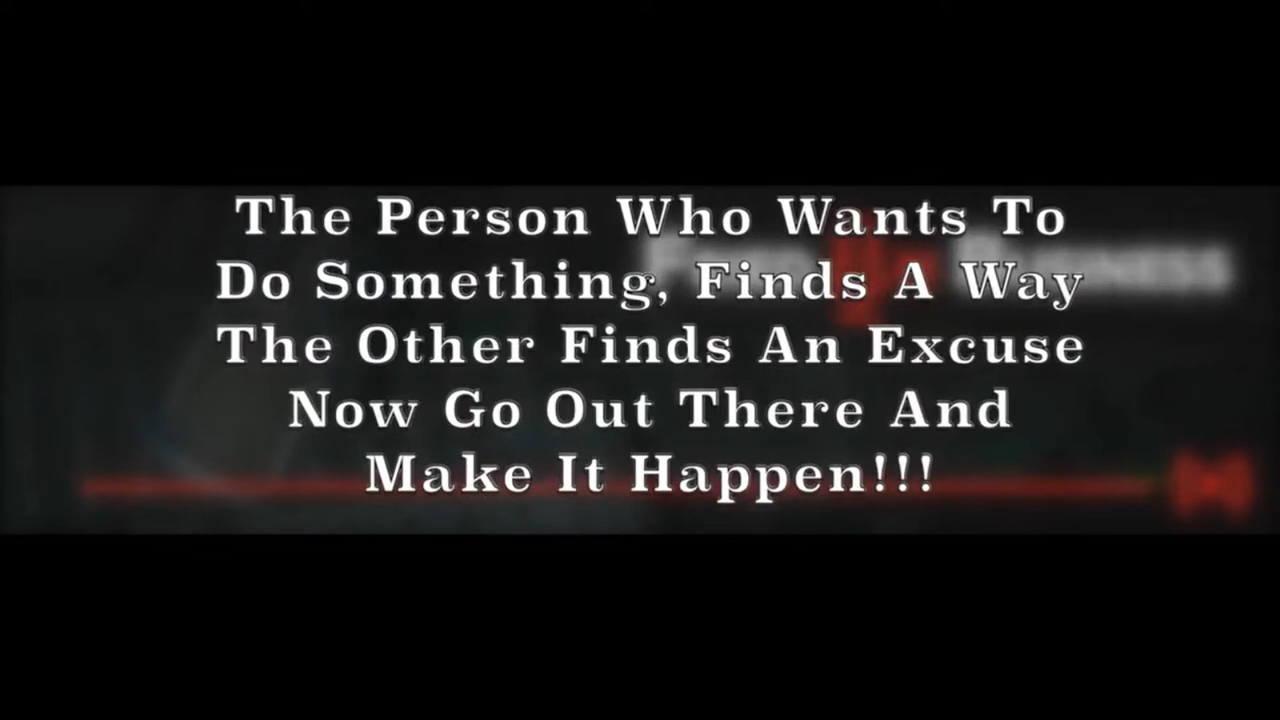 The Person Who Wants To
Do Something, Finds A Way
The Other Finds An Excuse
Now Go Out There And
Make It Happen!!!